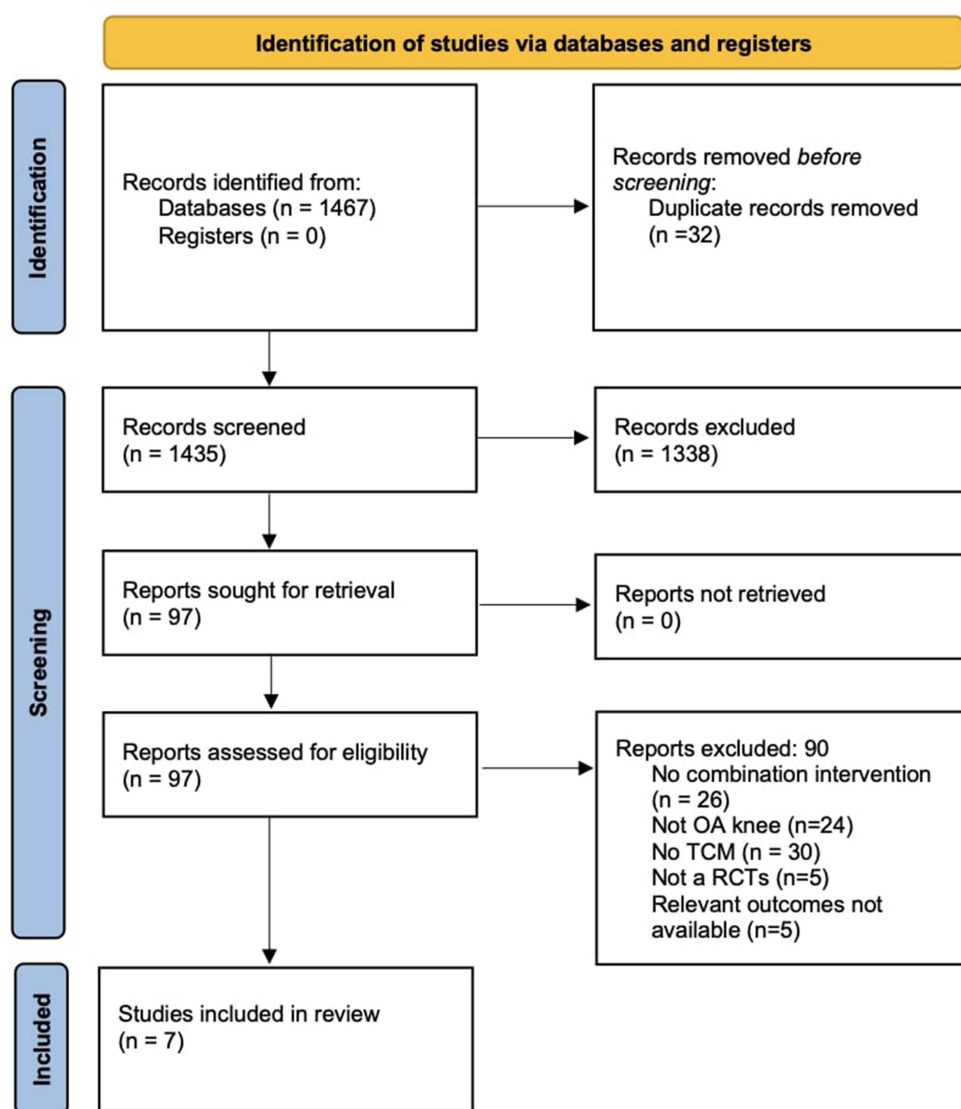 Identification of studies via databases and registers
Identification
Records identified from:
Databases (n = 1467)
Registers (n = 0)
Records removed before
screening:
Duplicate records removed
(n =32)
Screening
Records screened
(n = 1435)
Records excluded
(n = 1338)
Reports sought for retrieval
(n = 97)
Reports not retrieved
(n = 0)
Reports assessed for eligibility
(n = 97)
Reports excluded: 90
No combination intervention
(n = 26)
Not OA knee (n=24)
No TCM (n = 30)
Not a RCTs (n=5)
Relevant outcomes not
available (n=5)
Included
Studies included in review
(n = 7)